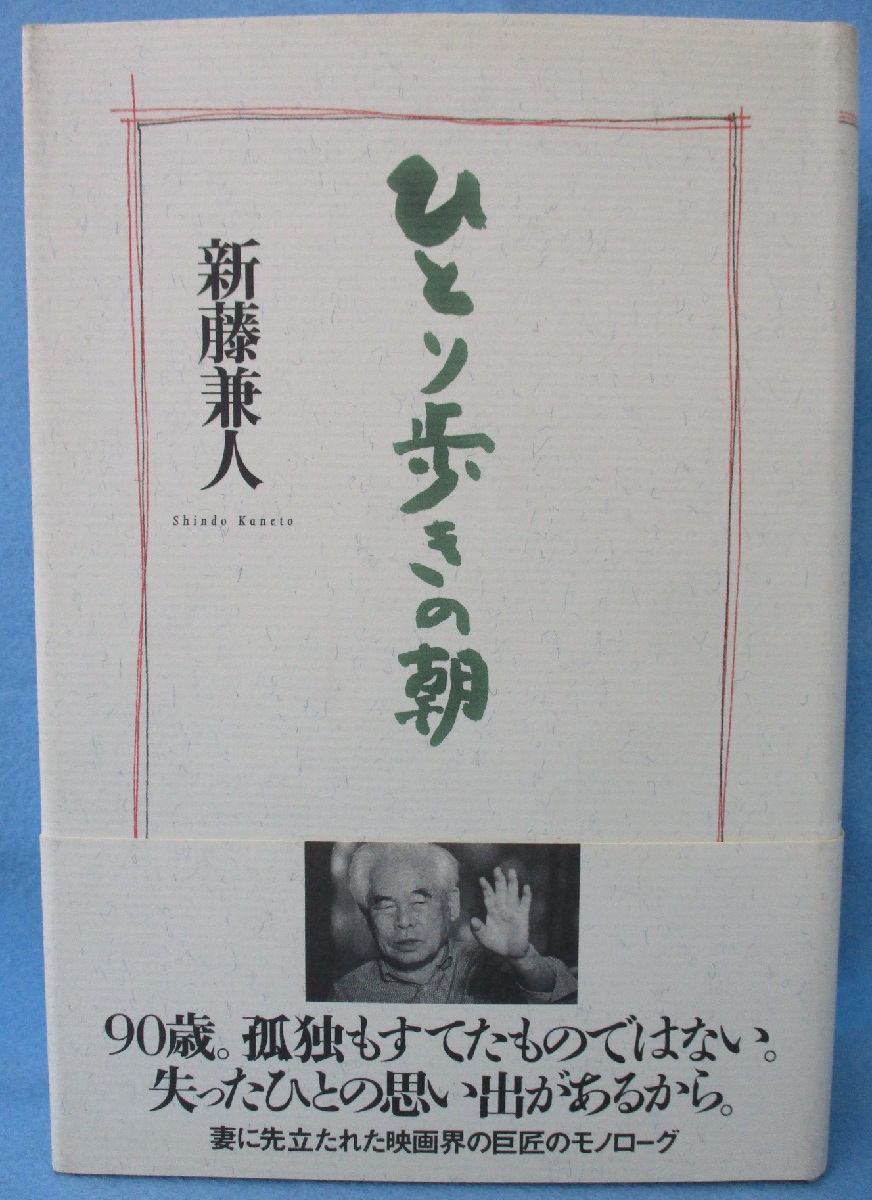 ひとり歩きの朝
新藤兼人
Shindo Kaneto
90歳。孤独もすてたものではない。
失ったひとの思い出があるから。
妻に先立たれた映画界の巨匠のモノローグ